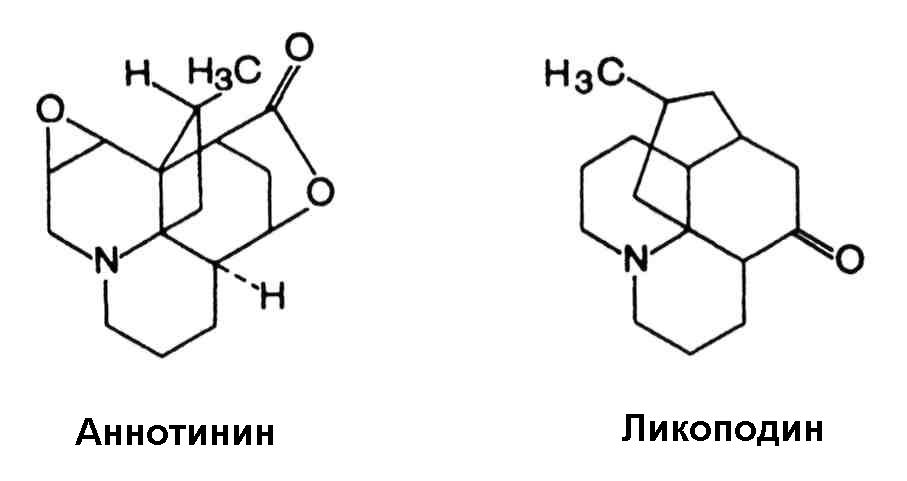 H H₃C O
O
O
N
H
Аннотинин
H₃C
N
O
Ликоподин